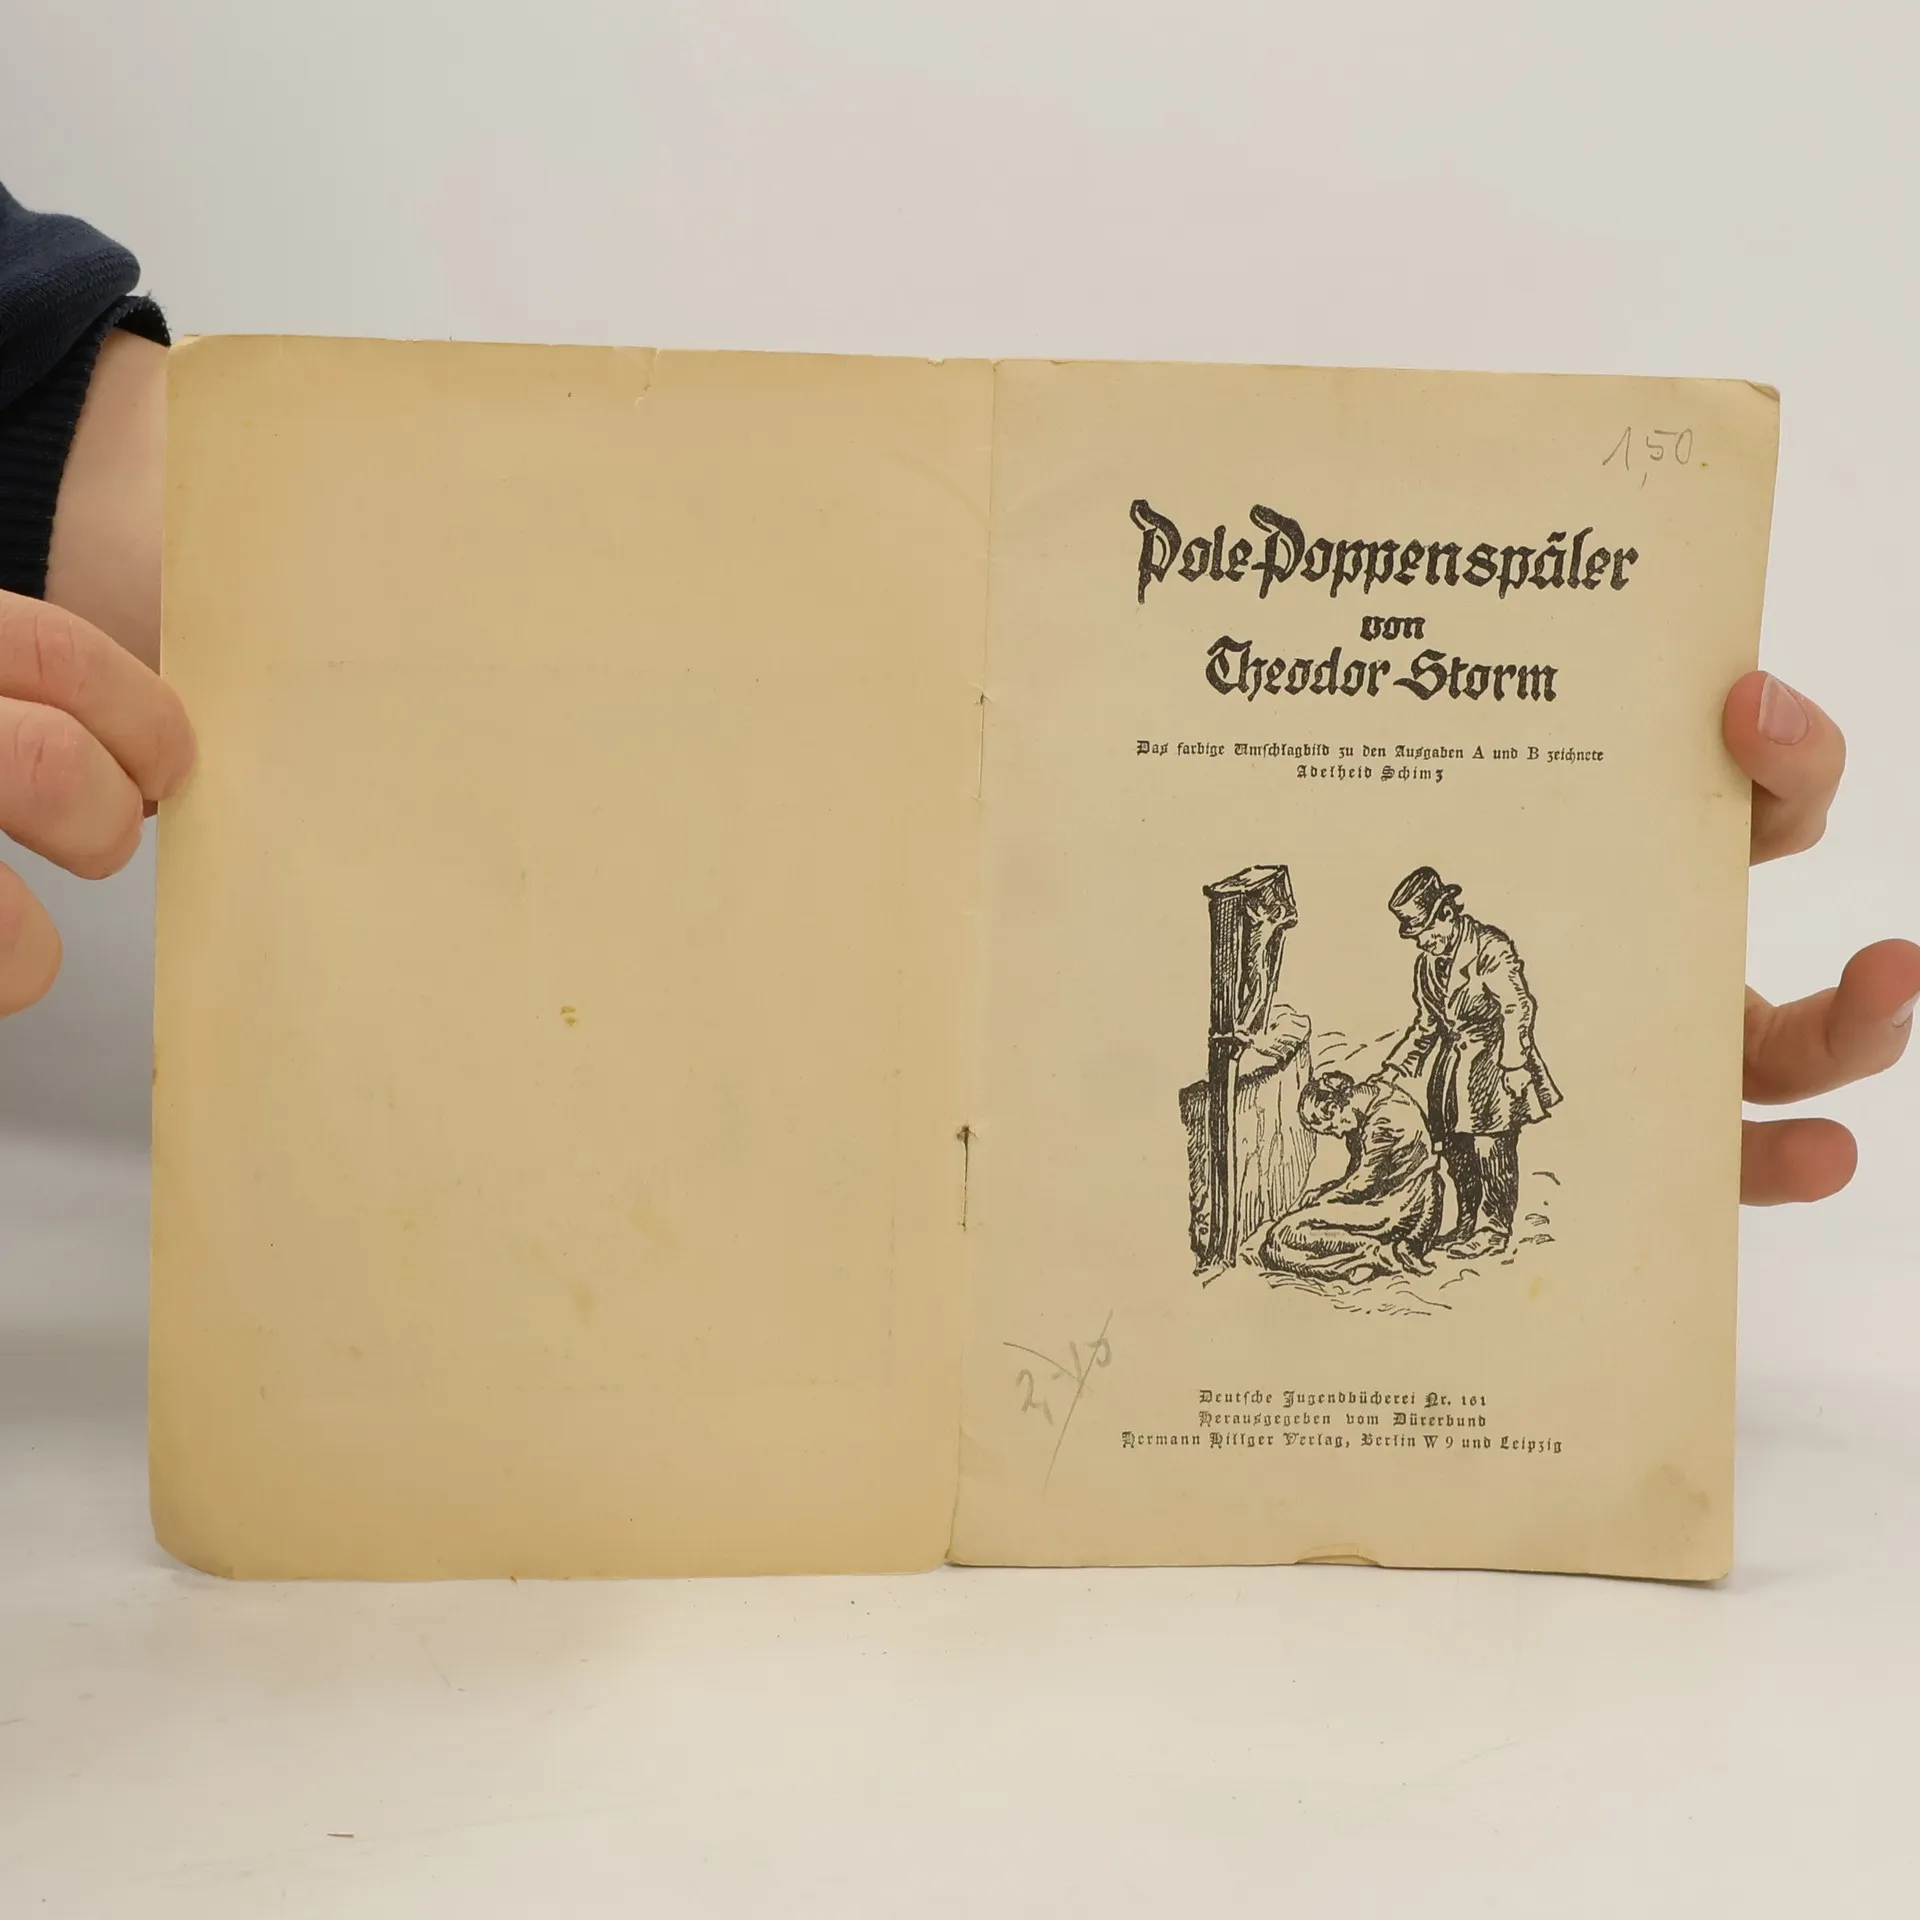 1,50
Pole Poppenspäler
von
Theodor Storm
Das farbige Umschlagbild zu den Ausgaben A und B zeichnete
Adelheid Schimz
Deutsche Jugendbücherei Nr. 161
Herausgegeben vom Dürerbund
Hermann Hillger Verlag, Berlin W 9 und Leipzig